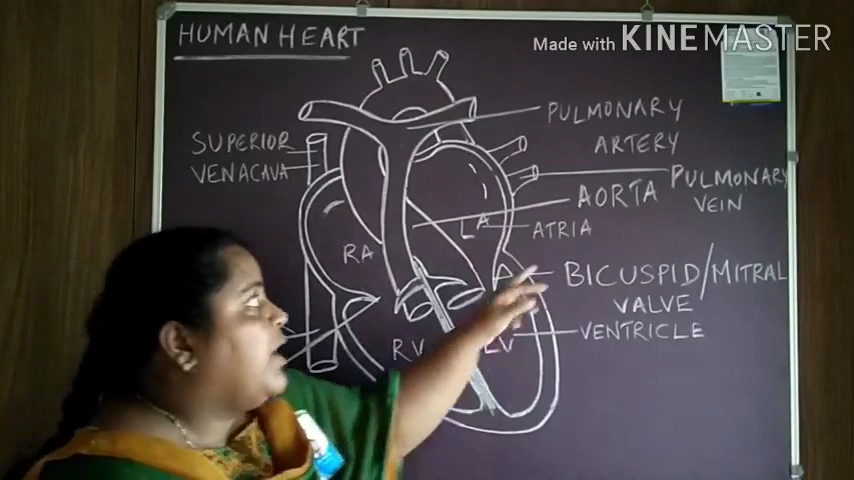 HUMAN HEART
Made with KINEMASTER
PULMONARY
ARTERY
SUPERIOR
VENACAVA
PULMONARY
VEIN
AORTA
LA
ATRIA
RA
BICUSPID/MITRAL
VALVE
VENTRICLE
RV
LV